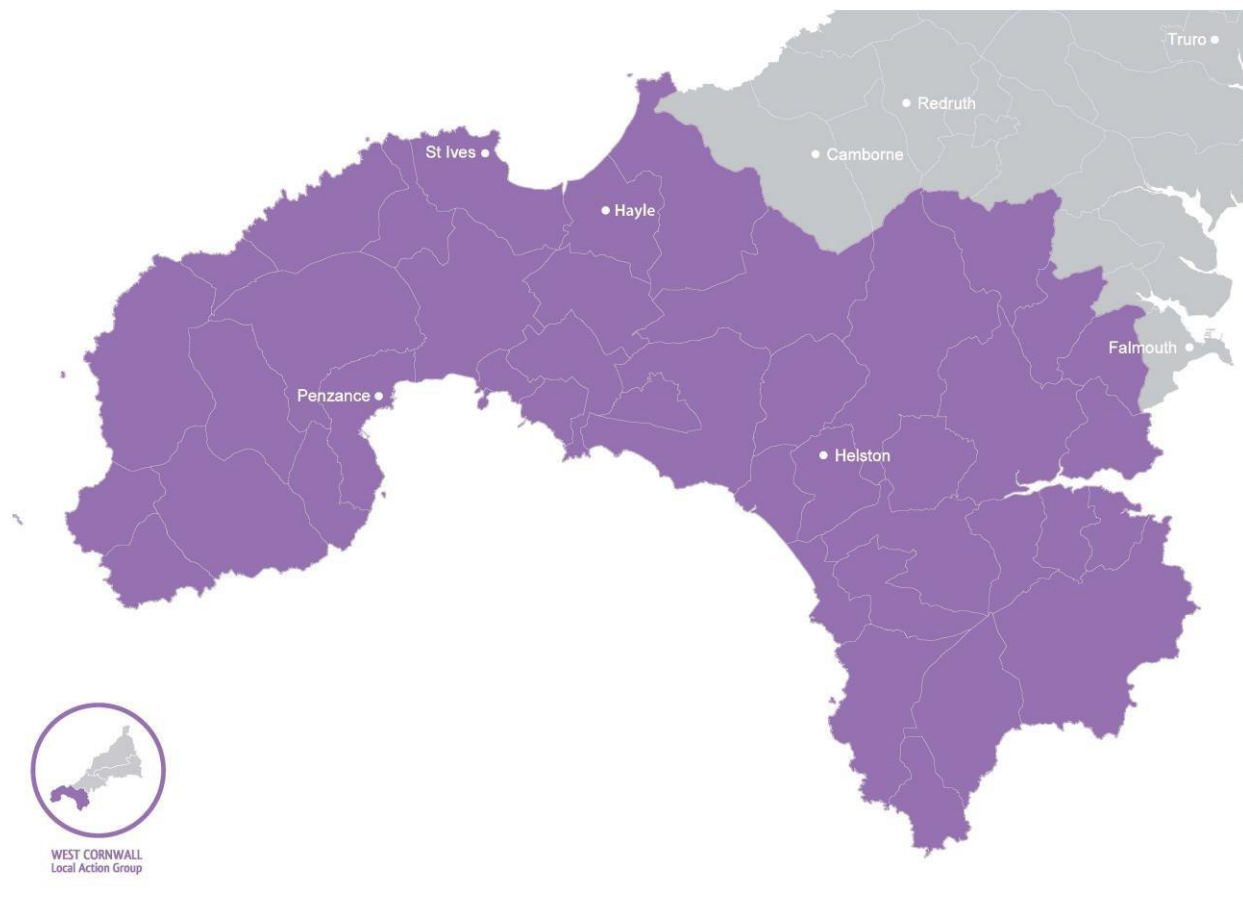 Truro
Redruth
St Ives
Camborne
Hayle
Falmouth
Penzance
Helston
WEST CORNWALL
Local Action Group